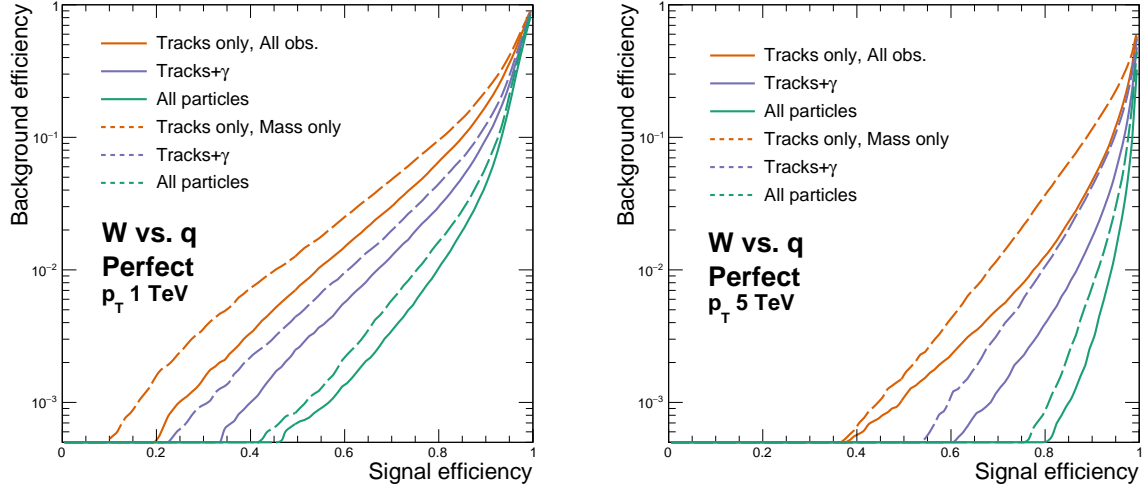 Background efficiency
1
10⁻¹
10⁻²
10⁻³
Tracks only, All obs.
Tracks+γ
All particles
Tracks only, Mass only
Tracks+γ
All particles
W vs. q
Perfect
p_T 1 TeV
0 0.2 0.4 0.6 0.8 1
Signal efficiency
Background efficiency
1
10⁻¹
10⁻²
10⁻³
Tracks only, All obs.
Tracks+γ
All particles
Tracks only, Mass only
Tracks+γ
All particles
W vs. q
Perfect
p_T 5 TeV
0 0.2 0.4 0.6 0.8 1
Signal efficiency